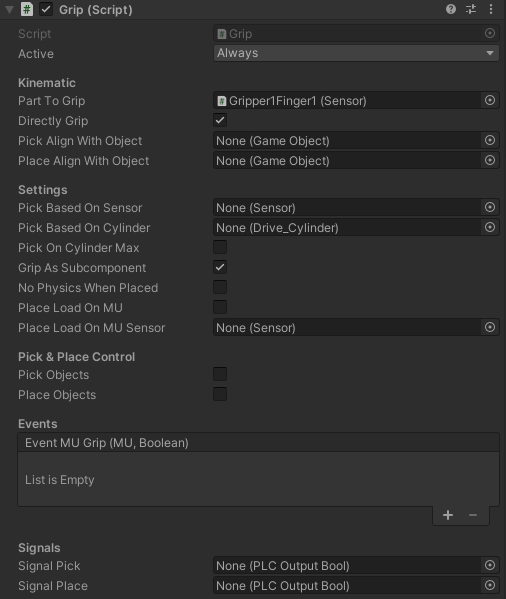 Grip (Script)
Script Grip
Active Always
Kinematic
Part To Grip Gripper1Finger1 (Sensor)
Directly Grip
Pick Align With Object None (Game Object)
Place Align With Object None (Game Object)
Settings
Pick Based On Sensor None (Sensor)
Pick Based On Cylinder None (Drive_Cylinder)
Pick On Cylinder Max
Grip As Subcomponent
No Physics When Placed
Place Load On MU
Place Load On MU Sensor None (Sensor)
Pick & Place Control
Pick Objects
Place Objects
Events
Event MU Grip (MU, Boolean)
List is Empty
Signals
Signal Pick None (PLC Output Bool)
Signal Place None (PLC Output Bool)